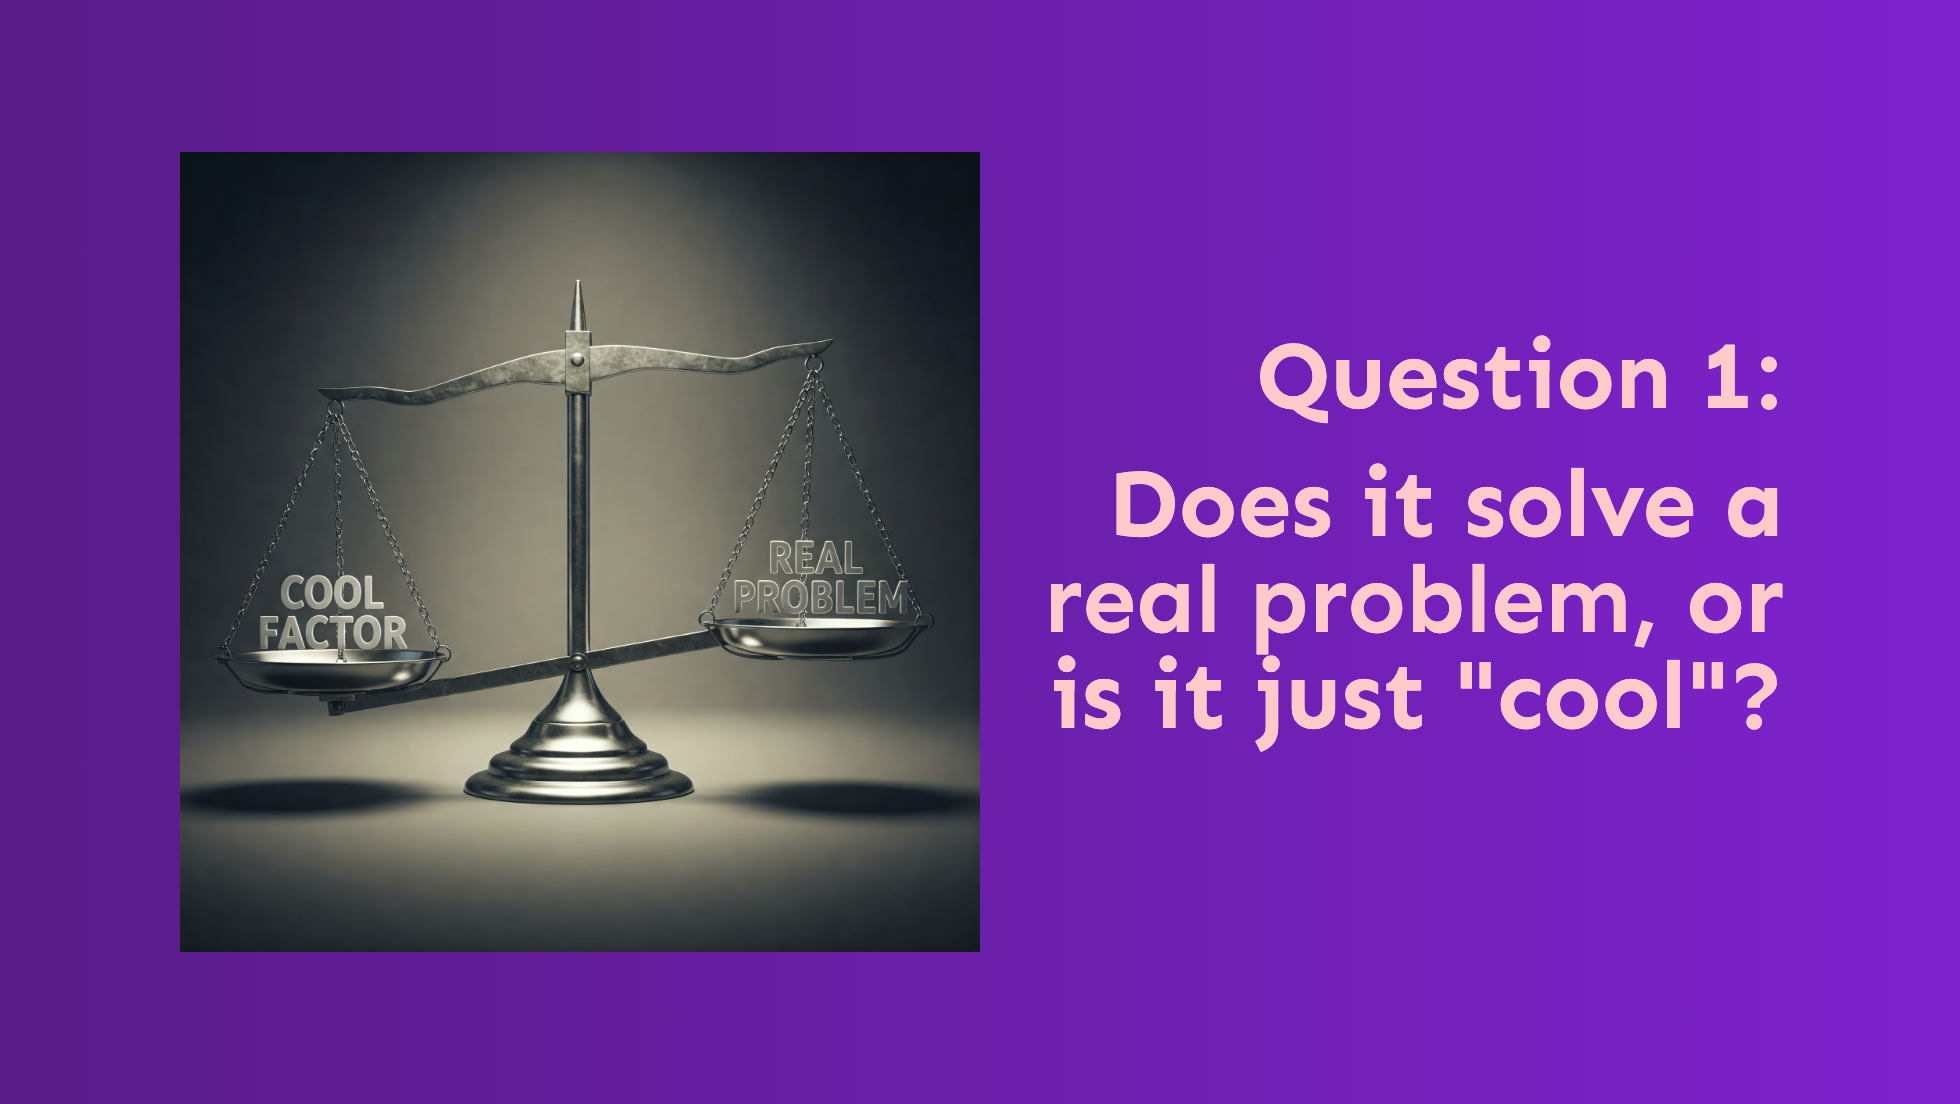 COOL
FACTOR
REAL
PROBLEM
Question 1:
Does it solve a
real problem, or
is it just "cool"?